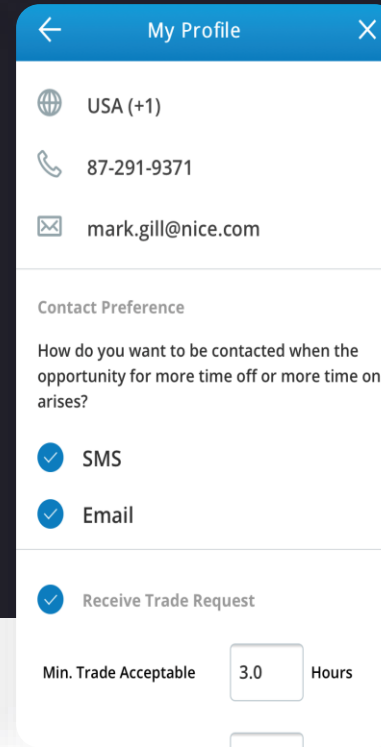 My Profile
USA (+1)
87-291-9371
mark.gill@nice.com
Contact Preference
How do you want to be contacted when the
opportunity for more time off or more time on
arises?
SMS
Email
Receive Trade Request
Min. Trade Acceptable 3.0 Hours